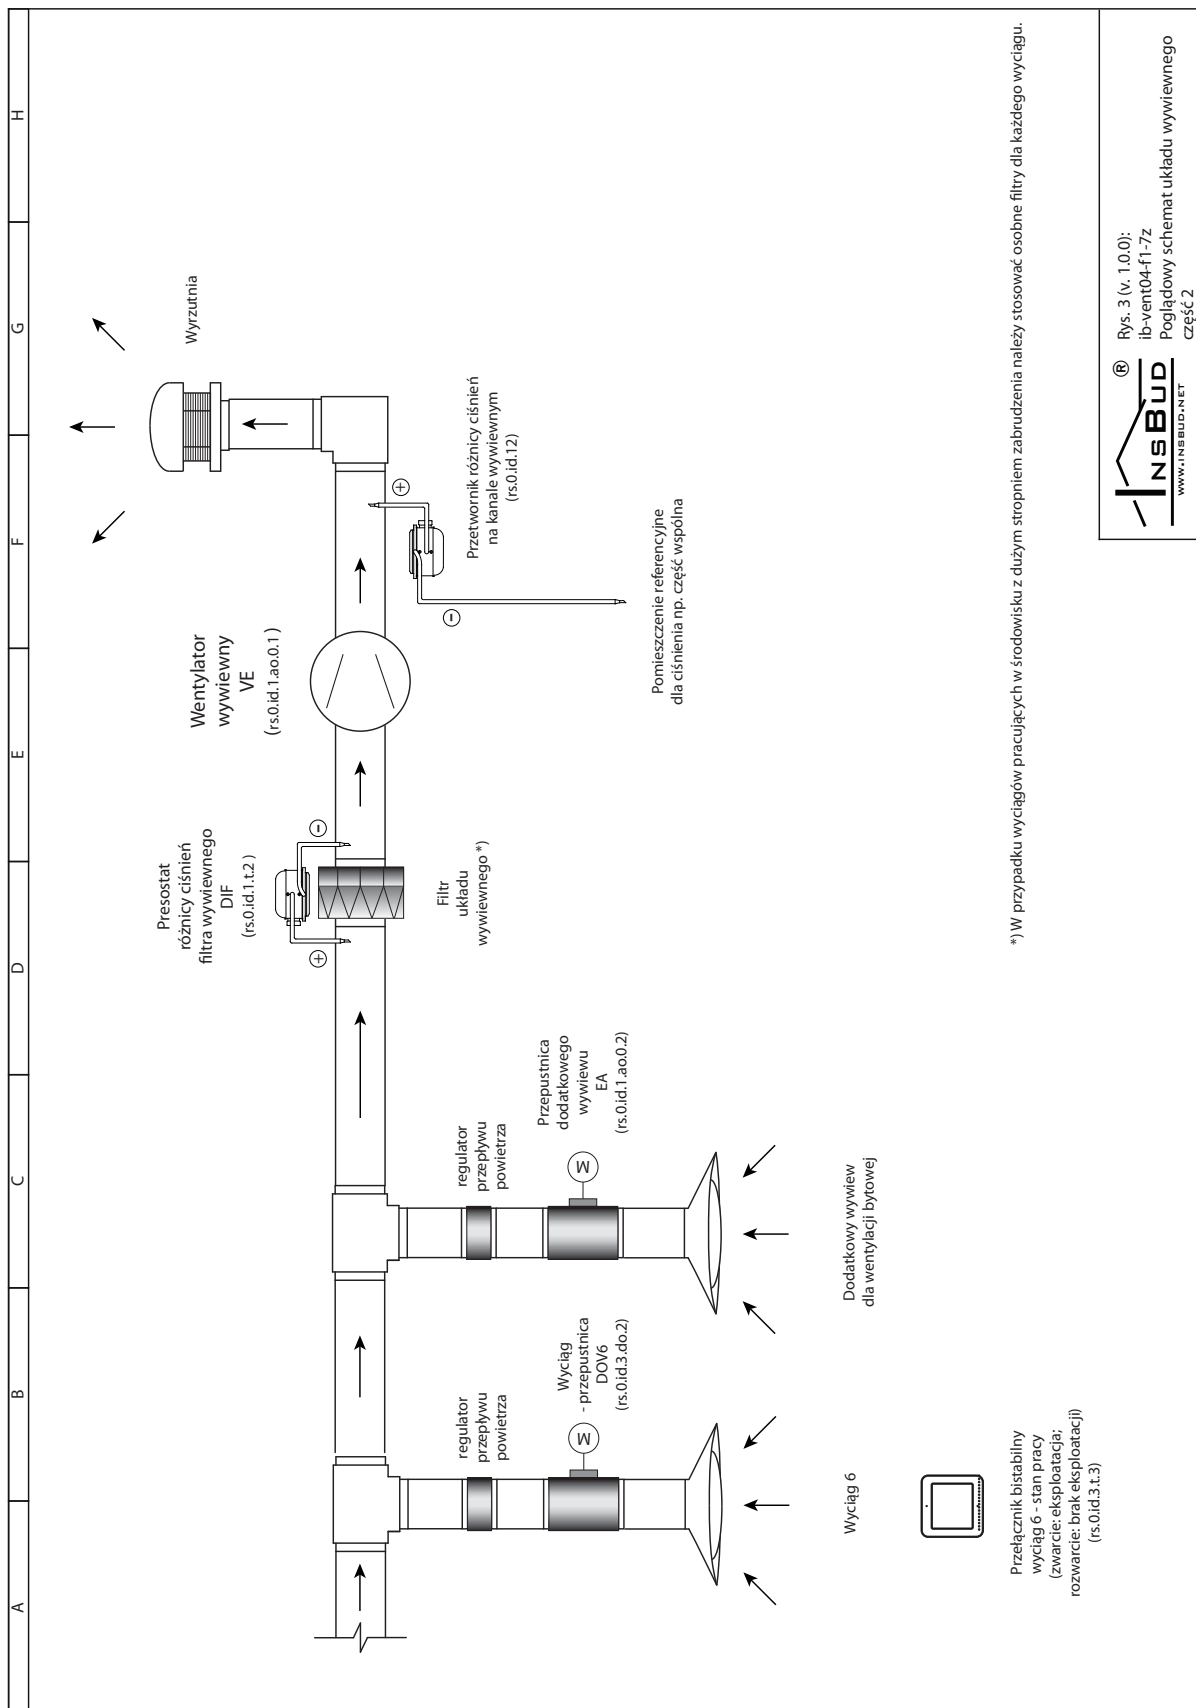 A
B
C
D
E
F
G
H
Wyrzutnia
Wentylator
wywiewny
VE
(rs.0.id.1.ao.0.1 )
Presostat
różnicy ciśnień
filtra wywiewnego
DIF
(rs.0.id.1.t.2 )
+
-
Filtr
układu
wywiewnego *)
+
-
Przetwornik różnicy ciśnień
na kanale wywiewnym
(rs.0.id.12)
Pomieszczenie referencyjne
dla ciśnienia np. część wspólna
regulator
przepływu
powietrza
Wyciąg
- przepustnica
DOV6
(rs.0.id.3.do.2)
M
Wyciąg 6
Przełącznik bistabilny
wyciąg 6 - stan pracy
(zwarcie: eksploatacja;
rozwarcie: brak eksploatacji)
(rs.0.id.3.t.3)
regulator
przepływu
powietrza
Przepustnica
dodatkowego
wywiewu
EA
(rs.0.id.1.ao.0.2)
M
Dodatkowy wywiew
dla wentylacji bytowej
*) W przypadku wyciągów pracujących w środowisku z dużym stropniem zabrudzenia należy stosować osobne filtry dla każdego wyciągu.
INSBUD ®
WWW.INSBUD.NET
Rys. 3 (v. 1.0.0):
ib-vent04-f1-7z
Poglądowy schemat układu wywiewnego
część 2